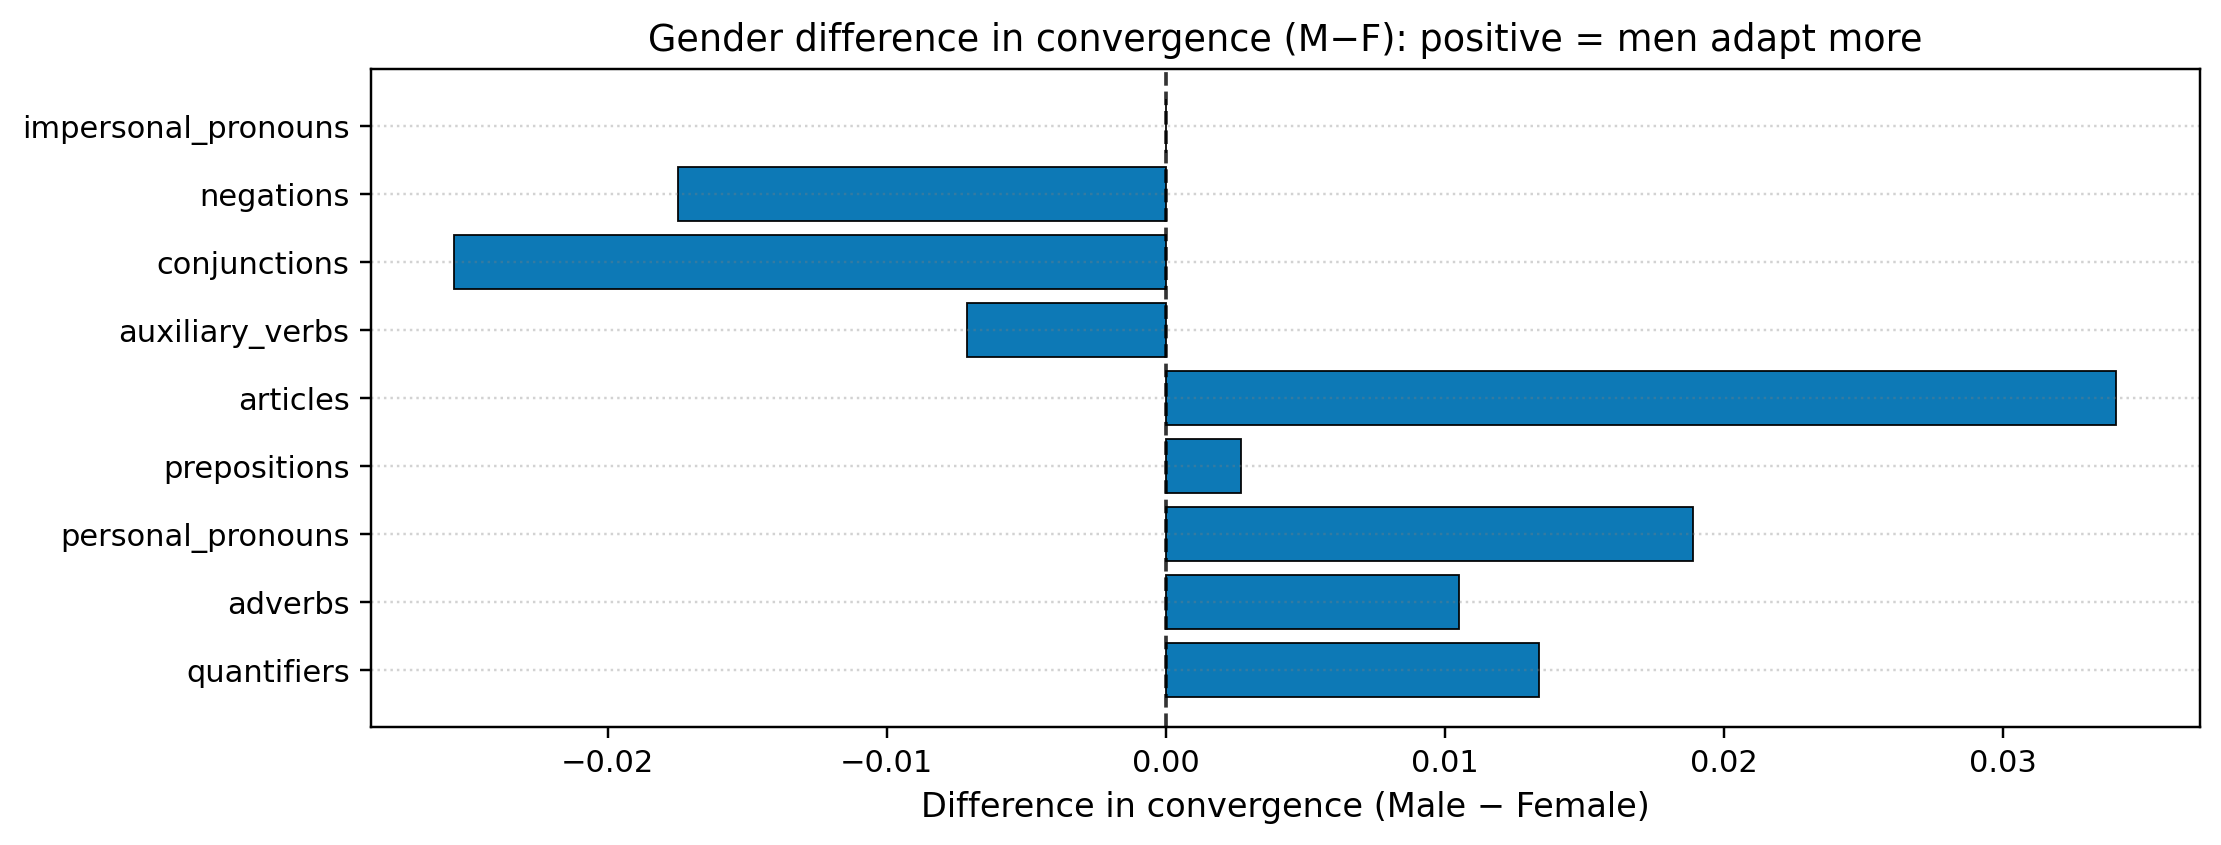 Gender difference in convergence (M−F): positive = men adapt more
impersonal_pronouns
negations
conjunctions
auxiliary_verbs
articles
prepositions
personal_pronouns
adverbs
quantifiers
−0.02 −0.01 0.00 0.01 0.02 0.03
Difference in convergence (Male − Female)